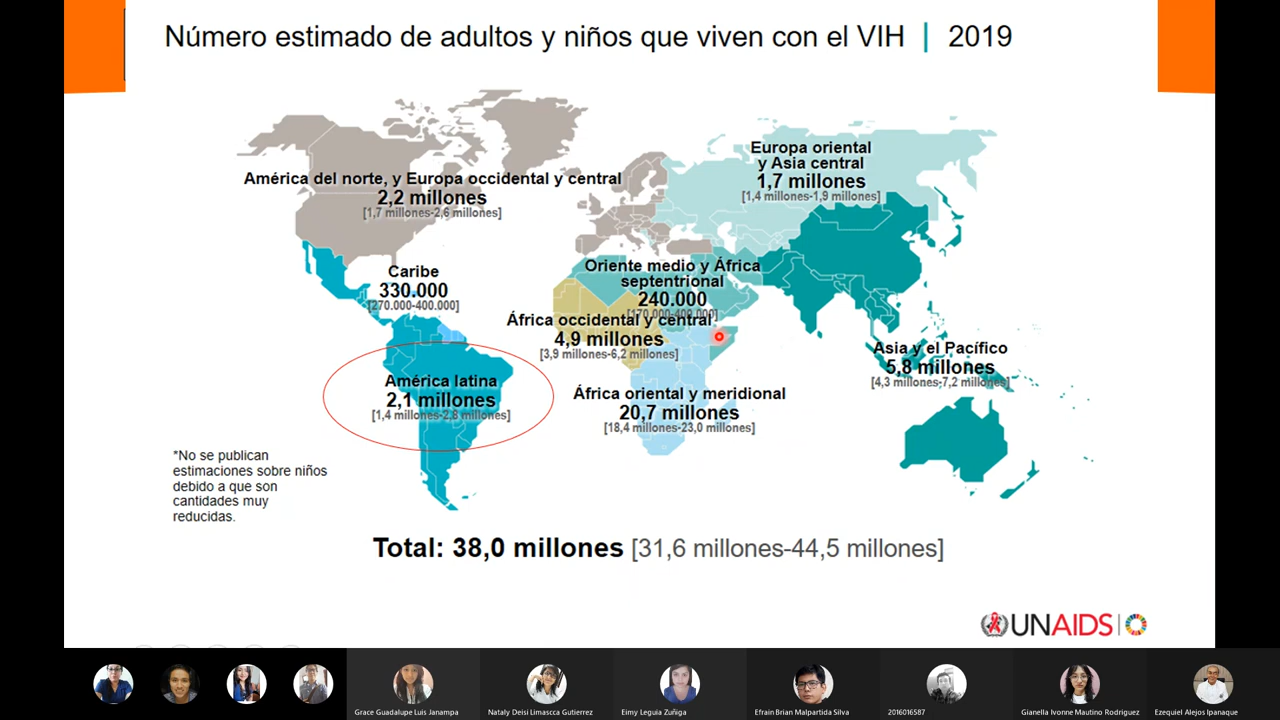 Número estimado de adultos y niños que viven con el VIH | 2019
Europa oriental
y Asia central
1,7 millones
[1,4 millones-1,9 millones]
América del norte, y Europa occidental y central
2,2 millones
[1,7 millones-2,6 millones]
Caribe
330.000
[270.000-400.000]
Oriente medio y África
septentrional
240.000
[170.000-400.000]
África occidental y central
4,9 millones
[3,9 millones-6,2 millones]
Asia y el Pacífico
5,8 millones
[4,3 millones-7,2 millones]
América latina
2,1 millones
[1,4 millones-2,8 millones]
África oriental y meridional
20,7 millones
[18,4 millones-23,0 millones]
*No se publican
estimaciones sobre niños
debido a que son
cantidades muy
reducidas.
Total: 38,0 millones [31,6 millones-44,5 millones]
UNAIDS
Grace Guadalupe Luis Janampa
Nataly Deisi Limascca Gutierrez
Eimy Leguia Zuñiga
Efrain Brian Malpartida Silva
2016016587
Gianella Ivonne Mautino Rodriguez
Ezequiel Alejos Ipanaque